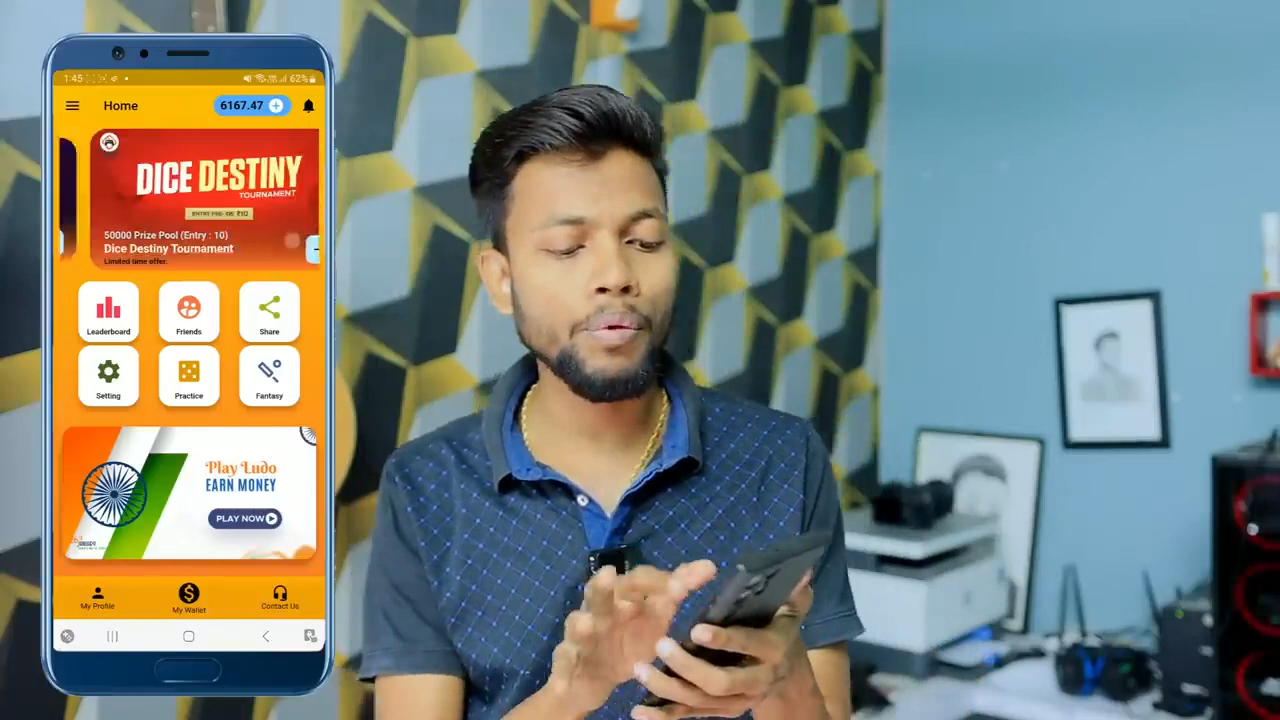 1:45
62%
Home
6167.47
DICE DESTINY
TOURNAMENT
50000 Prize Pool (Entry : 10)
Dice Destiny Tournament
Limited time offer.
Leaderboard
Friends
Share
Setting
Practice
Fantasy
Play Ludo
EARN MONEY
PLAY NOW
My Profile
My Wallet
Contact Us